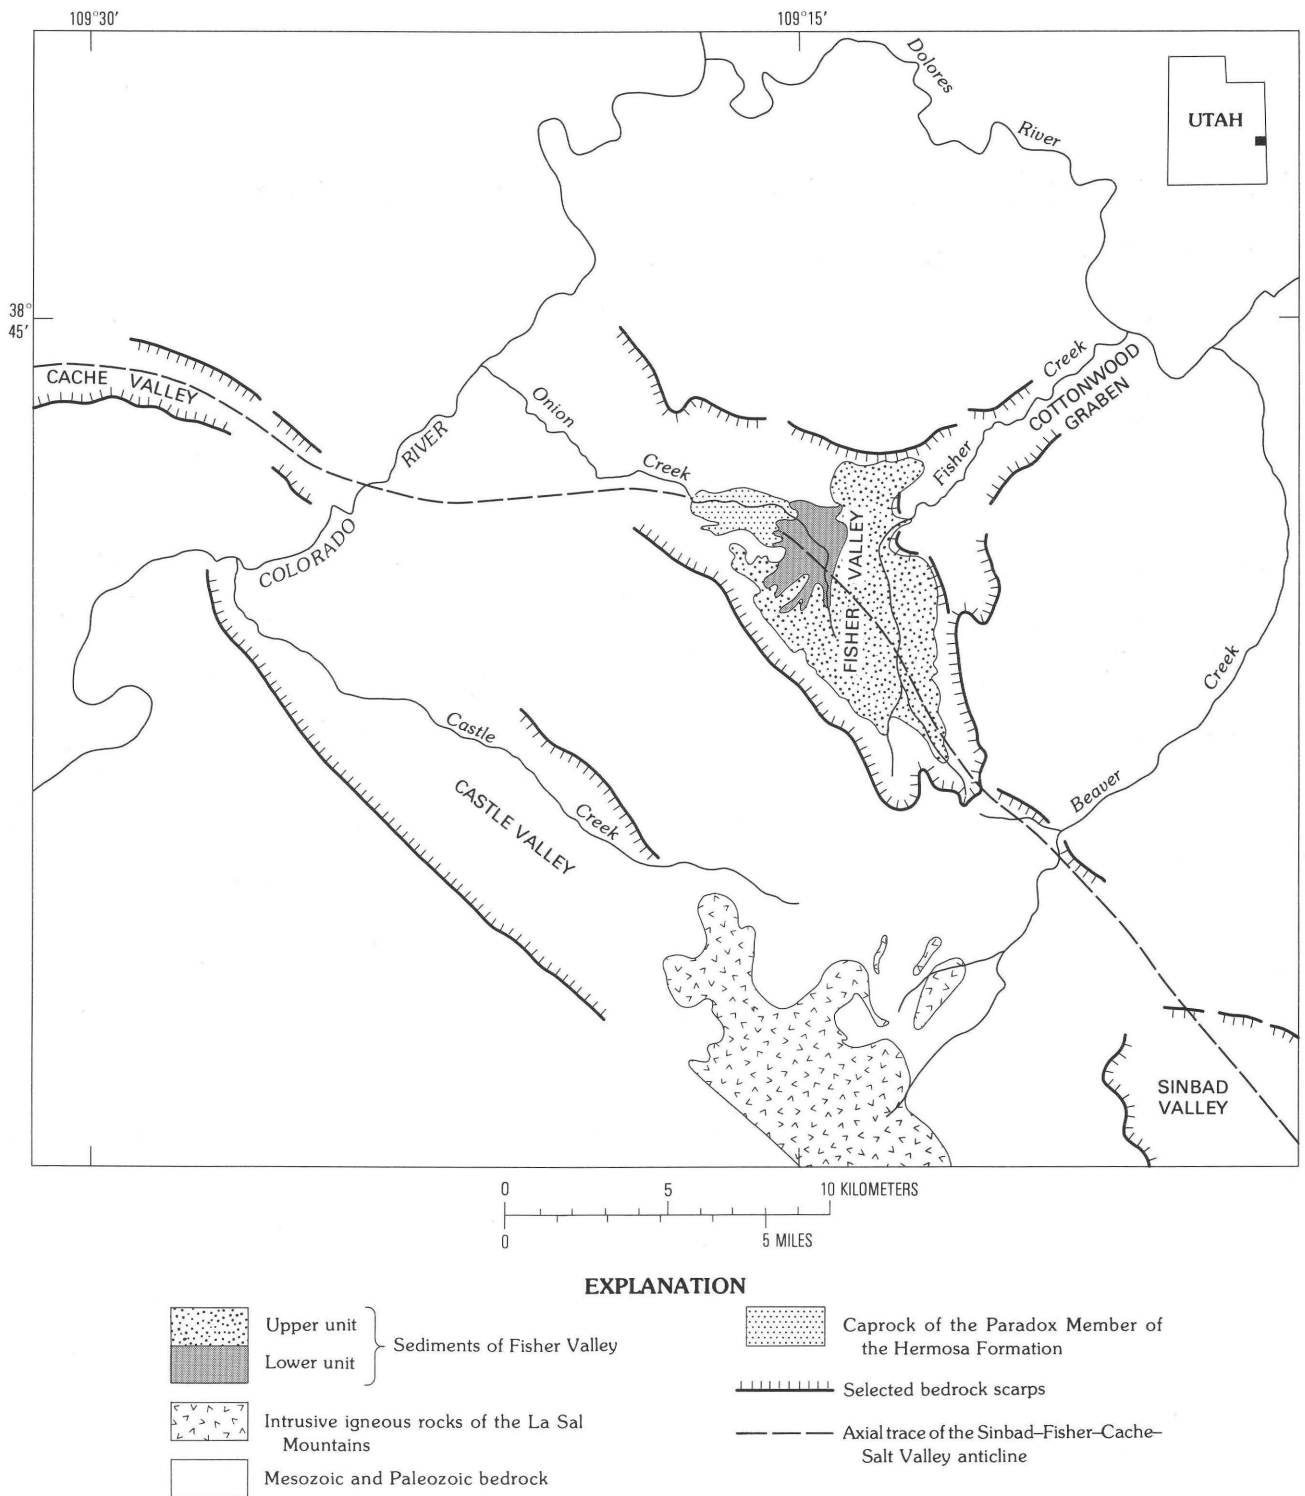 109°30'
109°15'
Dolores
River
UTAH
38°
45'
CACHE VALLEY
Onion
Creek
RIVER
COLORADO
Creek
COTTONWOOD
GRABEN
Fisher
FISHER VALLEY
Castle
Creek
CASTLE VALLEY
Creek
Beaver
SINBAD
VALLEY
0 5 10 KILOMETERS
0 5 MILES
EXPLANATION
Upper unit
Lower unit
Sediments of Fisher Valley
Intrusive igneous rocks of the La Sal
Mountains
Mesozoic and Paleozoic bedrock
Caprock of the Paradox Member of
the Hermosa Formation
Selected bedrock scarps
Axial trace of the Sinbad–Fisher–Cache–
Salt Valley anticline